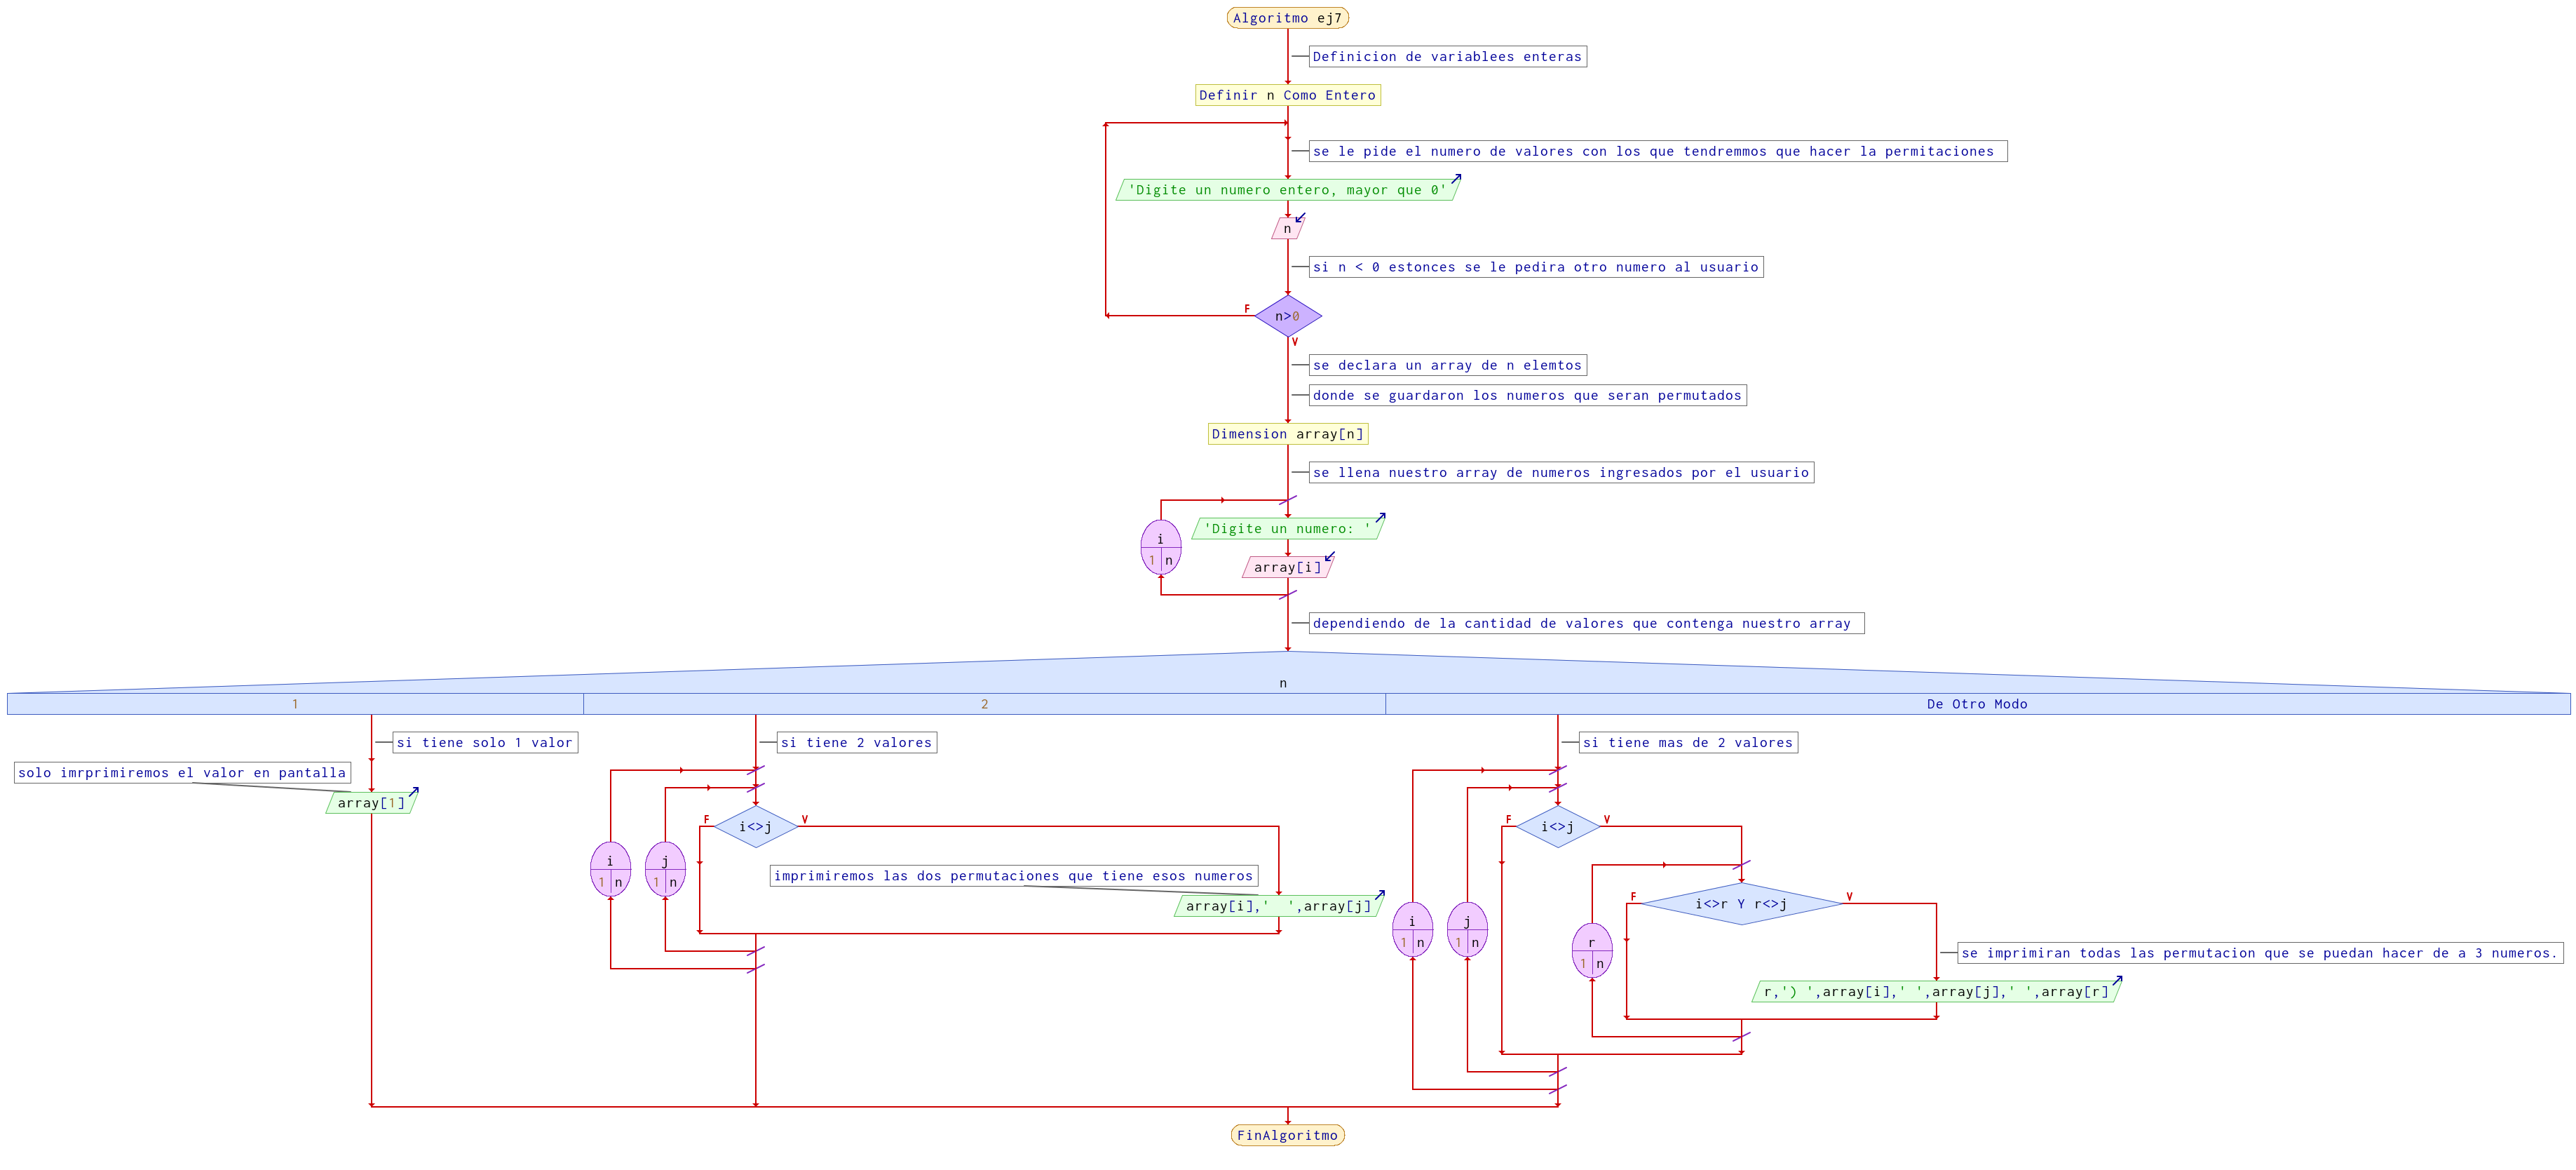 Algoritmo ej7
Definicion de variablees enteras
Definir n Como Entero
se le pide el numero de valores con los que tendremmos que hacer la permitaciones
'Digite un numero entero, mayor que 0'
n
si n < 0 estonces se le pedira otro numero al usuario
F
n>0
V
se declara un array de n elemtos
donde se guardaron los numeros que seran permutados
Dimension array[n]
se llena nuestro array de numeros ingresados por el usuario
'Digite un numero: '
i
1 n
array[i]
dependiendo de la cantidad de valores que contenga nuestro array
n
1
2
De Otro Modo
si tiene solo 1 valor
solo imrprimiremos el valor en pantalla
array[1]
si tiene 2 valores
F
i<>j
V
i
1 n
j
1 n
imprimiremos las dos permutaciones que tiene esos numeros
array[i],'  ',array[j]
si tiene mas de 2 valores
F
i<>j
V
i
1 n
j
1 n
F
i<>r Y r<>j
V
r
1 n
se imprimiran todas las permutacion que se puedan hacer de a 3 numeros.
r,') ',array[i],' ',array[j],' ',array[r]
FinAlgoritmo